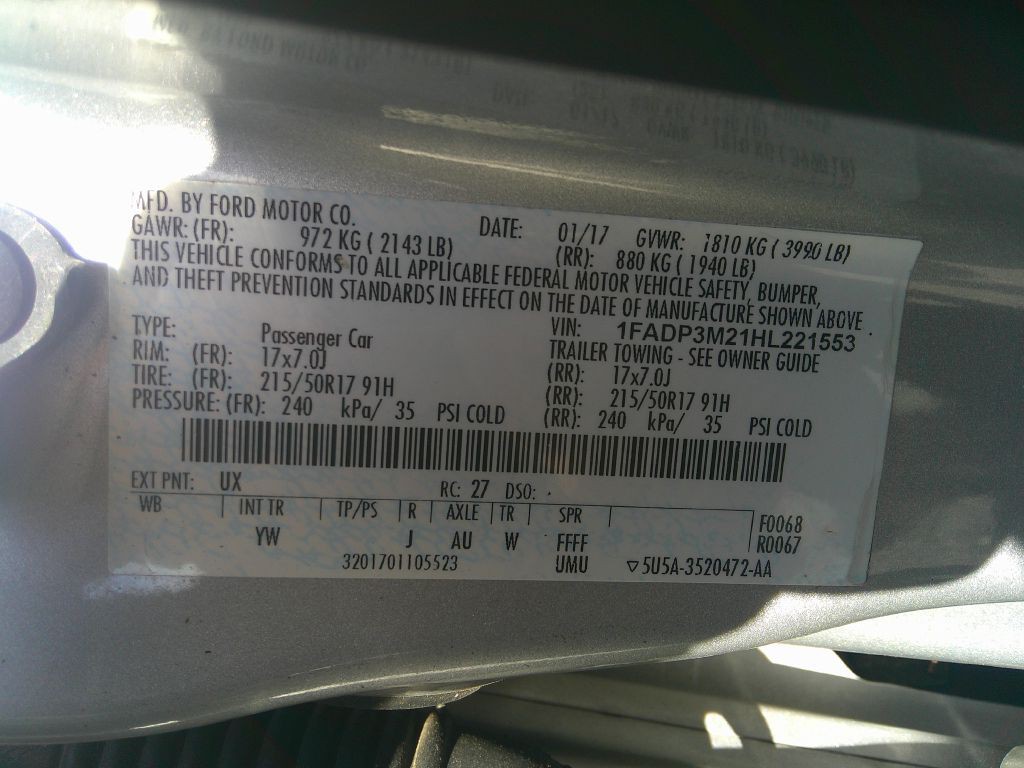 MFD. BY FORD MOTOR CO. DATE: 01/17 GVWR: 1810 KG ( 3990 LB)
GAWR: (FR): 972 KG ( 2143 LB) (RR): 880 KG ( 1940 LB)
THIS VEHICLE CONFORMS TO ALL APPLICABLE FEDERAL MOTOR VEHICLE SAFETY, BUMPER,
AND THEFT PREVENTION STANDARDS IN EFFECT ON THE DATE OF MANUFACTURE SHOWN ABOVE
VIN: 1FADP3M21HL221553
TYPE: Passenger Car TRAILER TOWING - SEE OWNER GUIDE
RIM: (FR): 17x7.0J (RR): 17x7.0J
TIRE: (FR): 215/50R17 91H (RR): 215/50R17 91H
PRESSURE: (FR): 240 kPa/ 35 PSI COLD (RR): 240 kPa/ 35 PSI COLD
EXT PNT: UX RC: 27 DSO:
WB INT TR TP/PS R AXLE TR SPR F0068
YW J AU W FFFF R0067
3201701105523 UMU ▽5U5A-3520472-AA